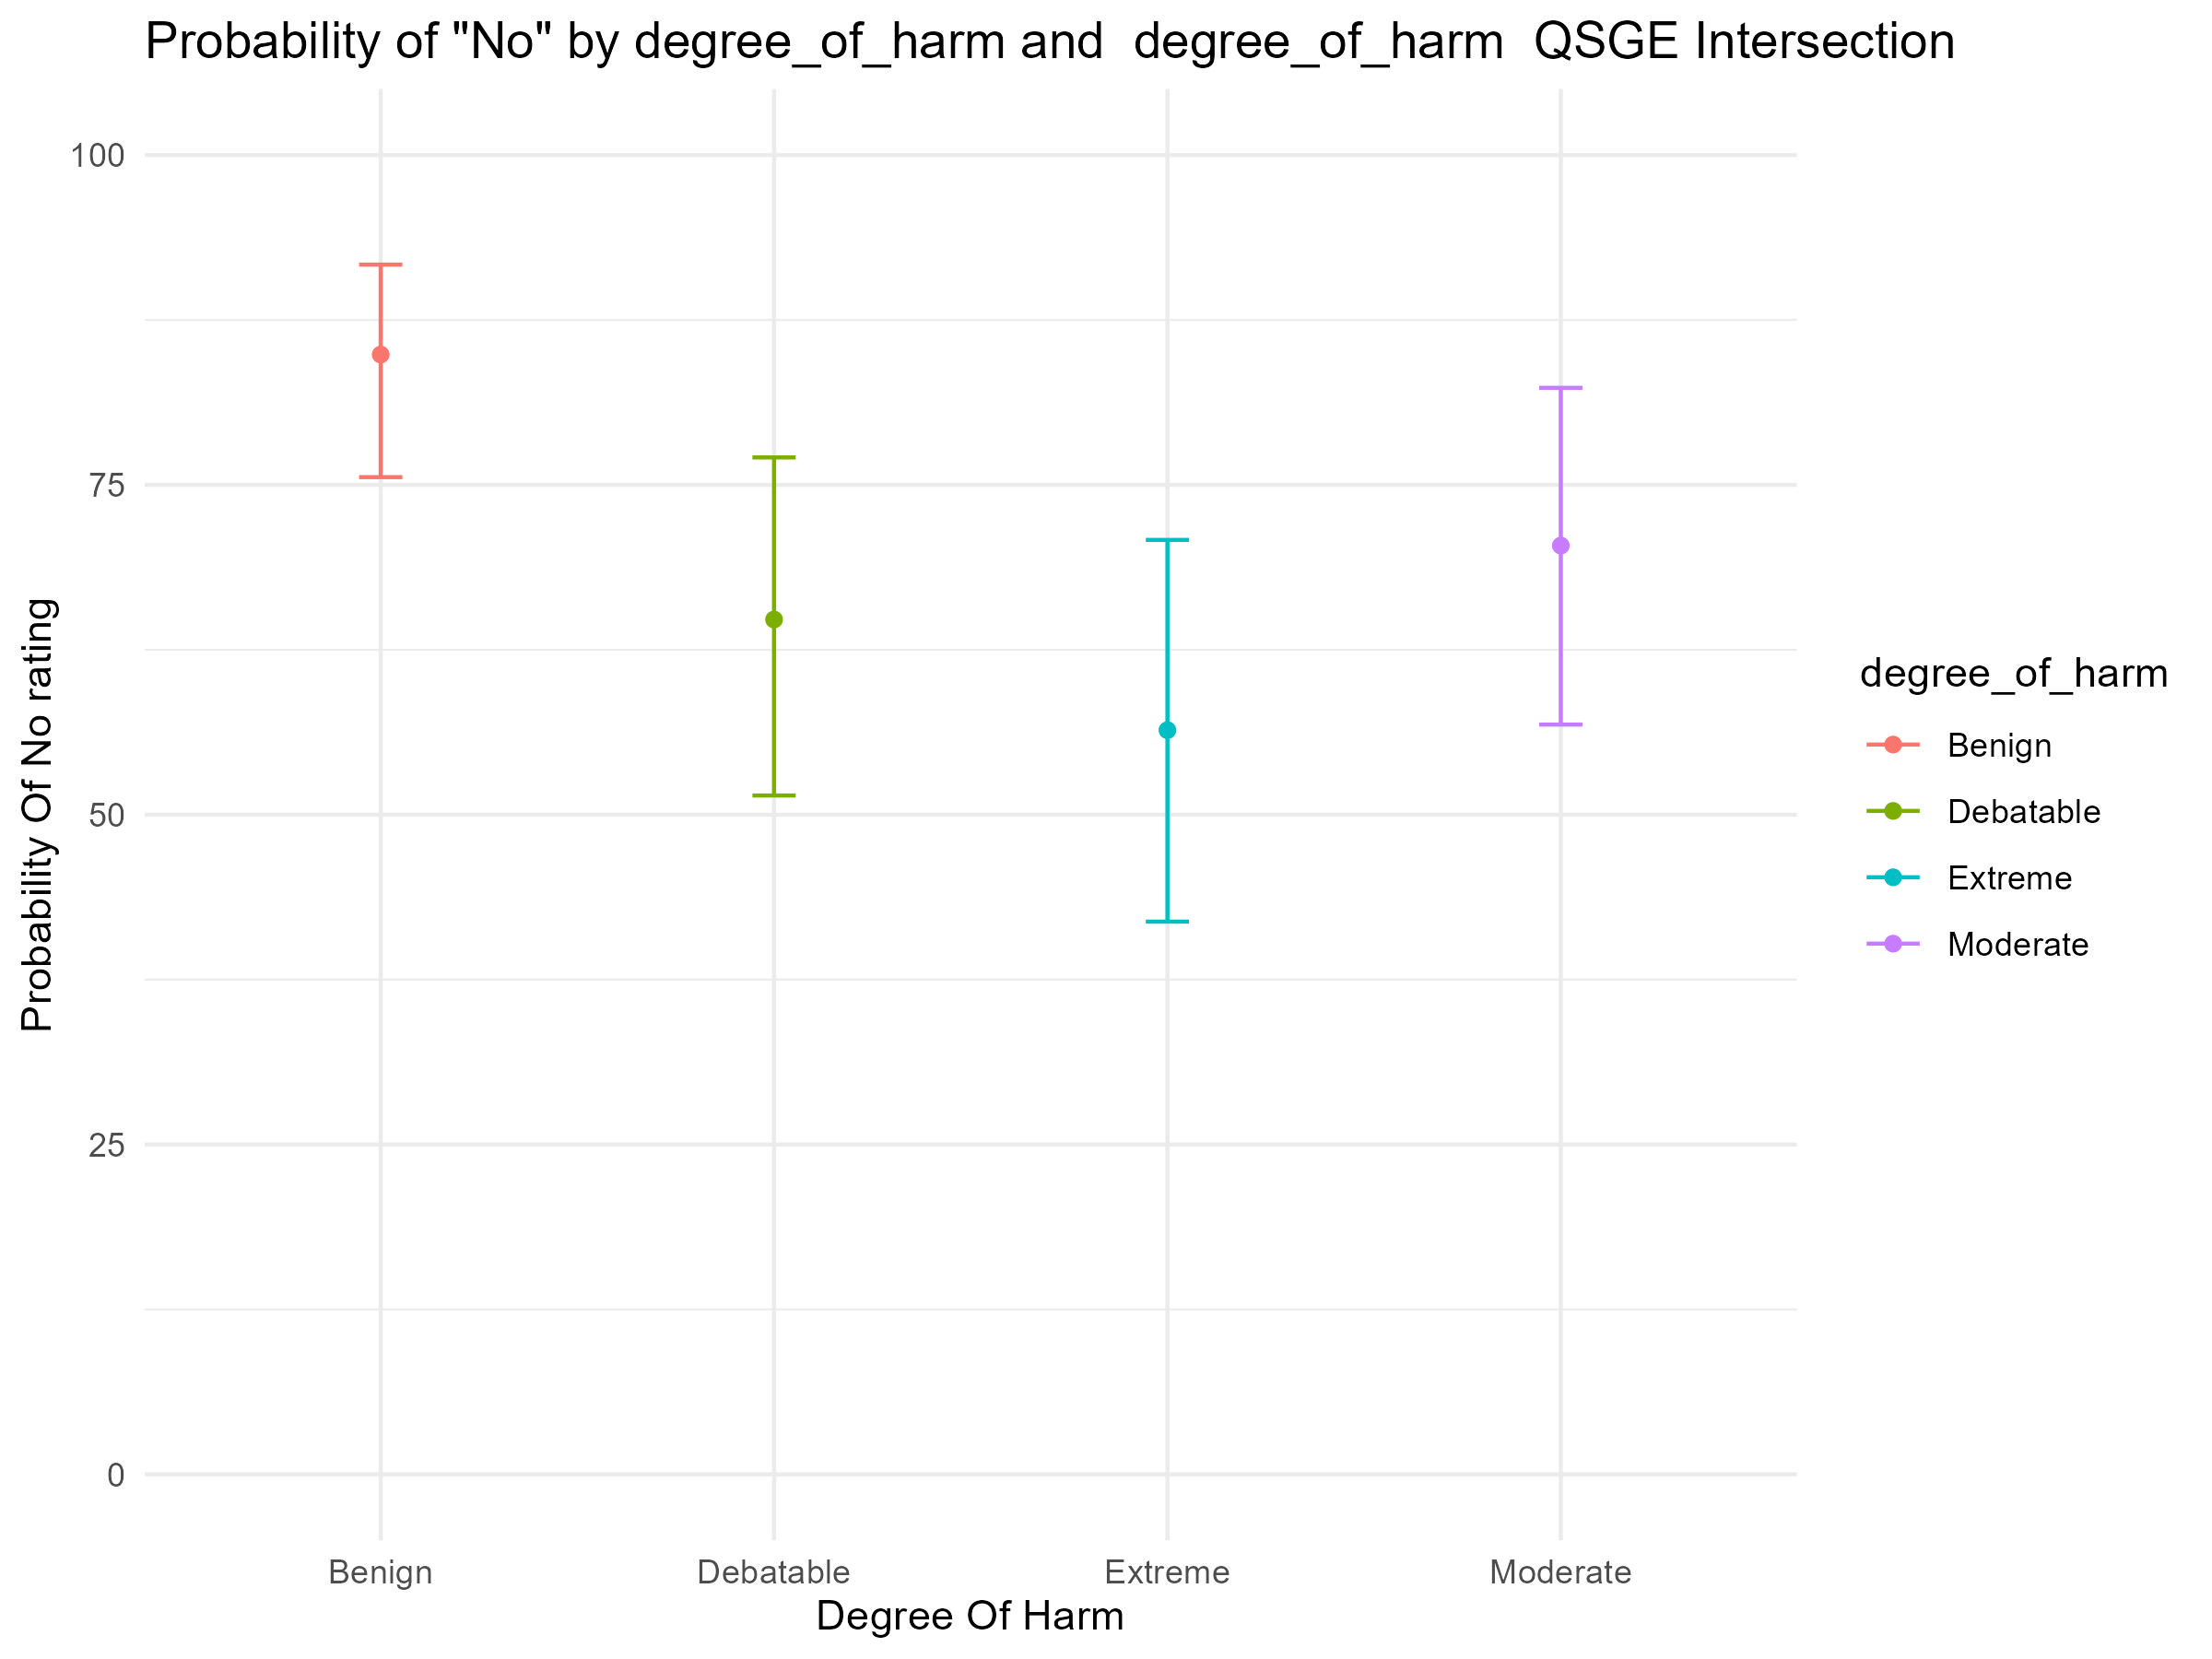 Probability of "No" by degree_of_harm and  degree_of_harm  QSGE Intersection
100
75
50
25
0
Probability Of No rating
Benign
Debatable
Extreme
Moderate
Degree Of Harm
degree_of_harm
Benign
Debatable
Extreme
Moderate